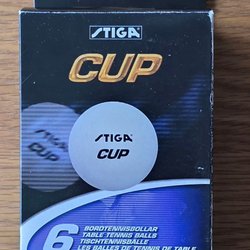 STIGA
CUP
STIGA
CUP
6
BORDTENNISBOLLAR
TABLE TENNIS BALLS
TISCHTENNISBÄLLE
LES BALLES DE TENNIS DE TABLE